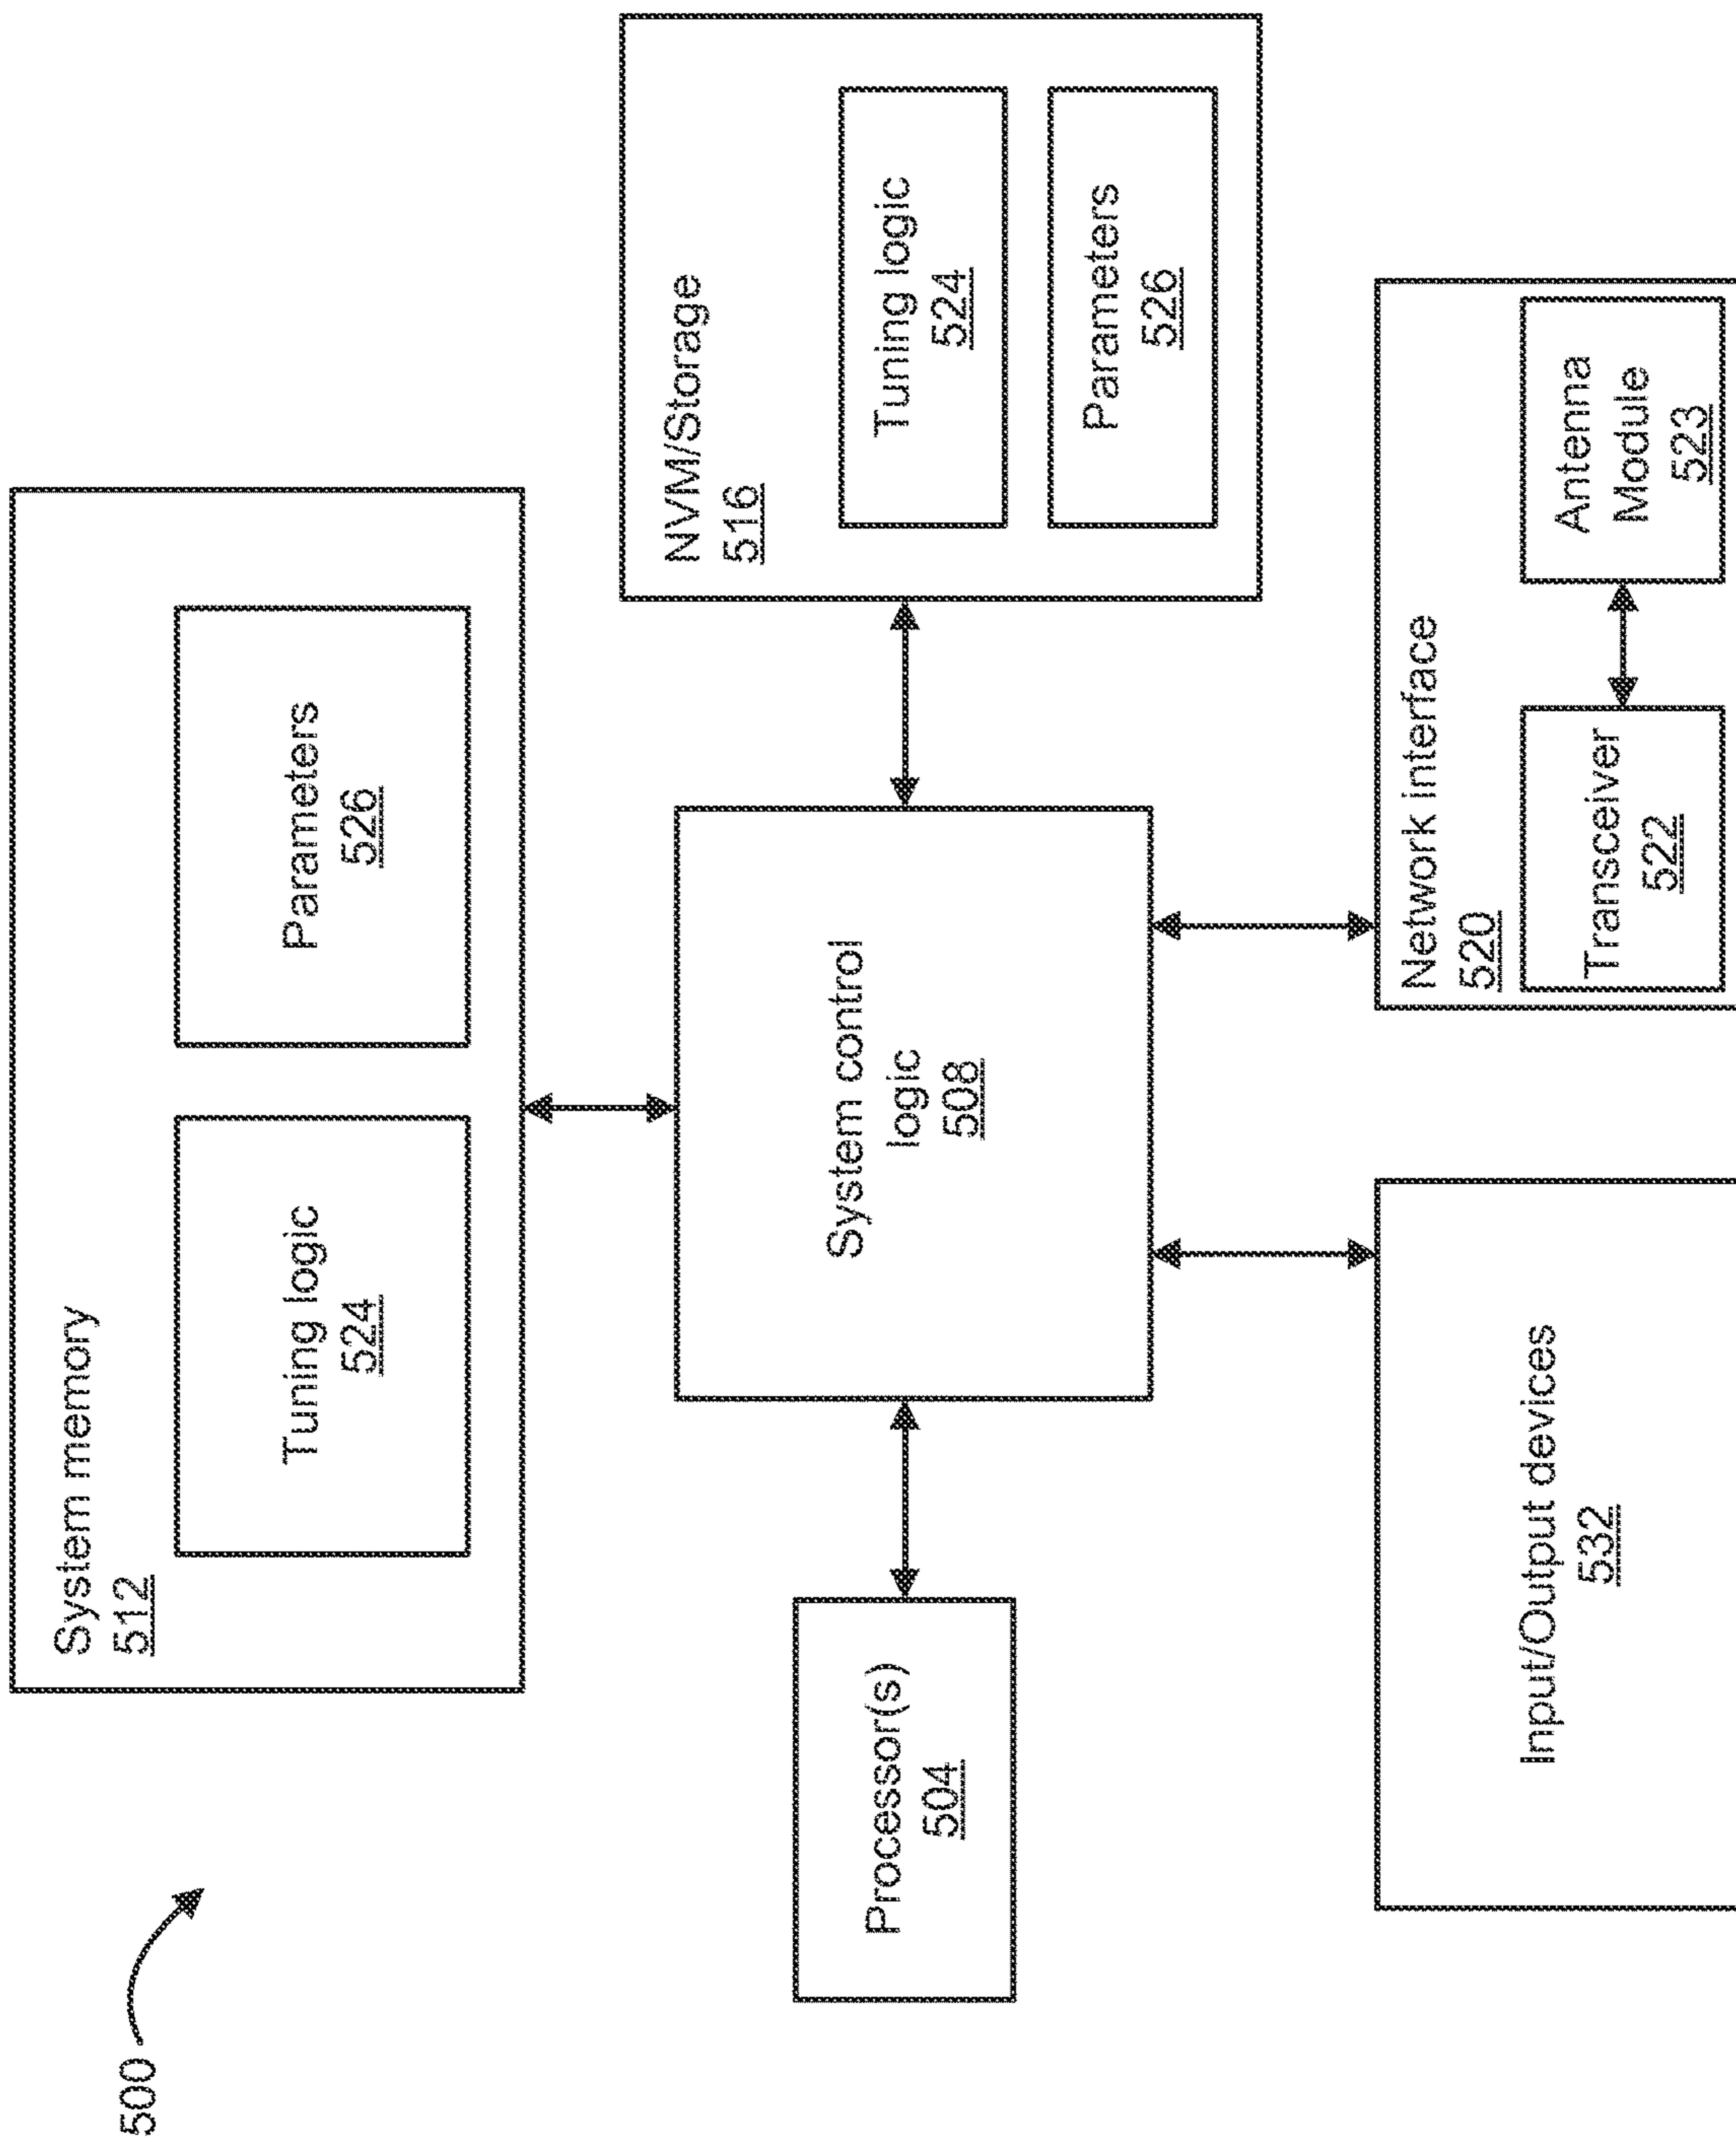 500
System memory
512
Tuning logic
524
Parameters
526
Processor(s)
504
System control
logic
508
NVM/Storage
516
Tuning logic
524
Parameters
526
Input/Output devices
532
Network interface
520
Transceiver
522
Antenna
Module
523